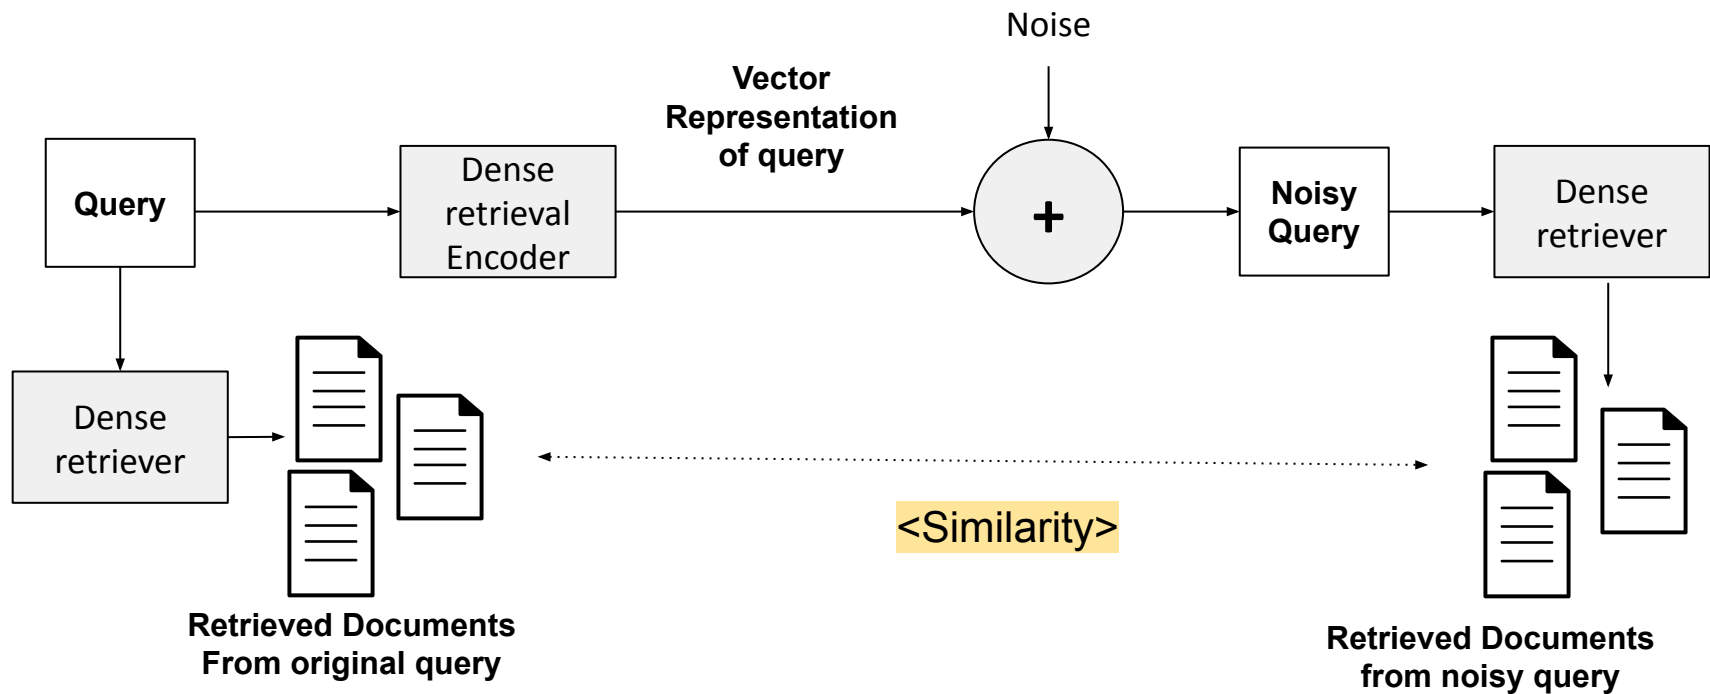 Noise
Vector
Representation
of query
Query
Dense
retrieval
Encoder
+
Noisy
Query
Dense
retriever
Dense
retriever
<Similarity>
Retrieved Documents
From original query
Retrieved Documents
from noisy query